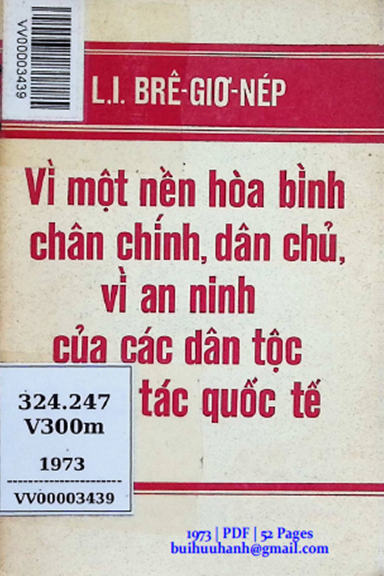 VV00003439
L.I. BRÊ-GIƠ-NÉP
Vì một nền hòa bình
chân chính, dân chủ,
vì an ninh
của các dân tộc
tác quốc tế
324.247
V300m
1973
VV00003439
1973 | PDF | 52 Pages
buihuuhanh@gmail.com